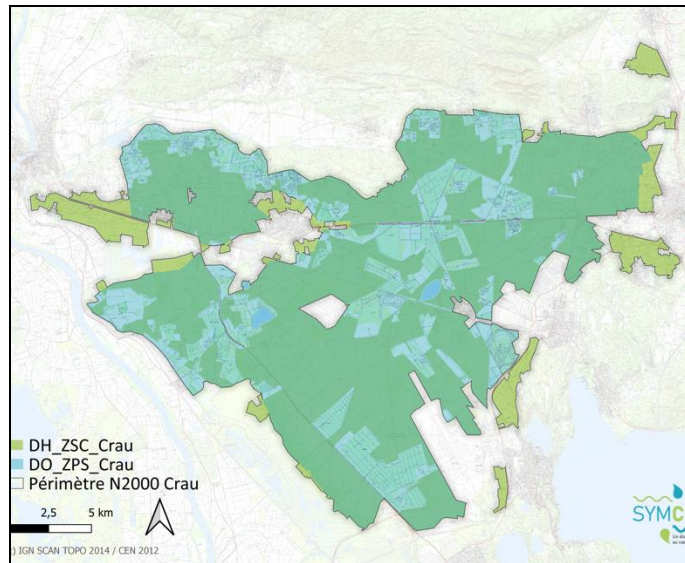 DH_ZSC_Crau
DO_ZPS_Crau
Périmètre N2000 Crau
2,5 5 km
IGN SCAN TOPO 2014 / CEN 2012
SYMC